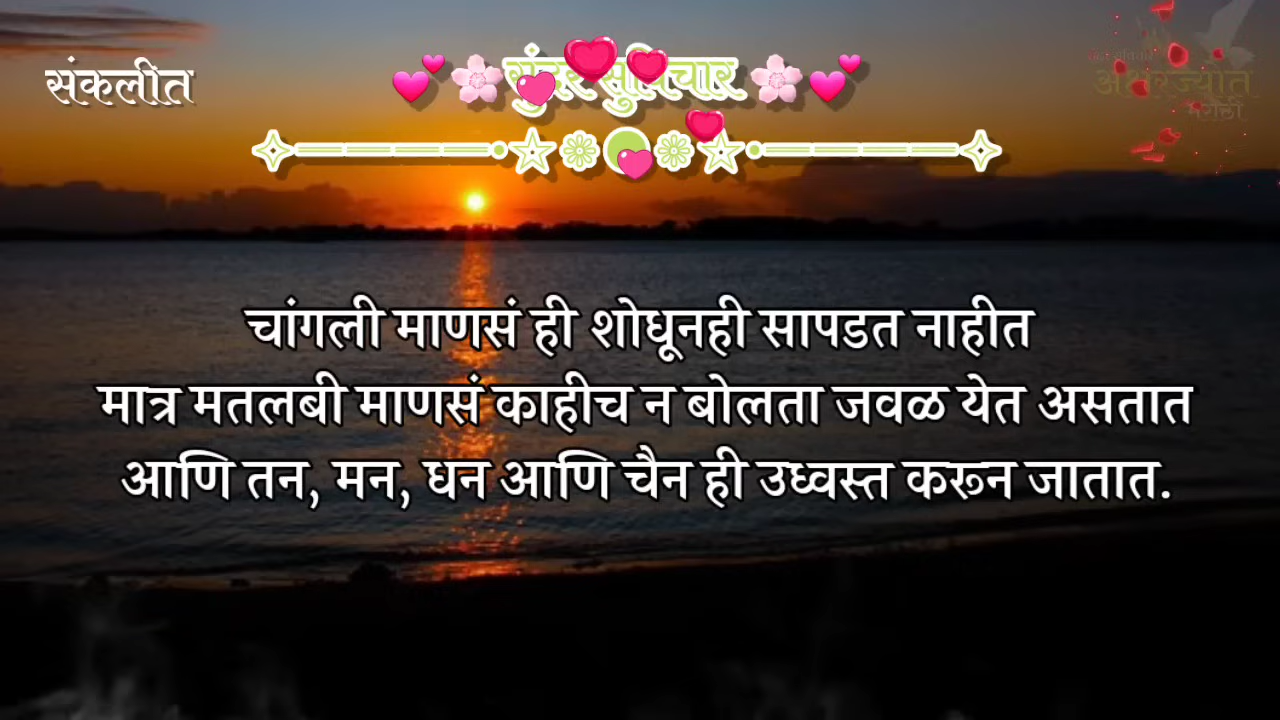 संकलीत
सुंदर सुविचार
चांगली माणसं ही शोधूनही सापडत नाहीत
मात्र मतलबी माणसं काहीच न बोलता जवळ येत असतात
आणि तन, मन, धन आणि चैन ही उध्वस्त करून जातात.